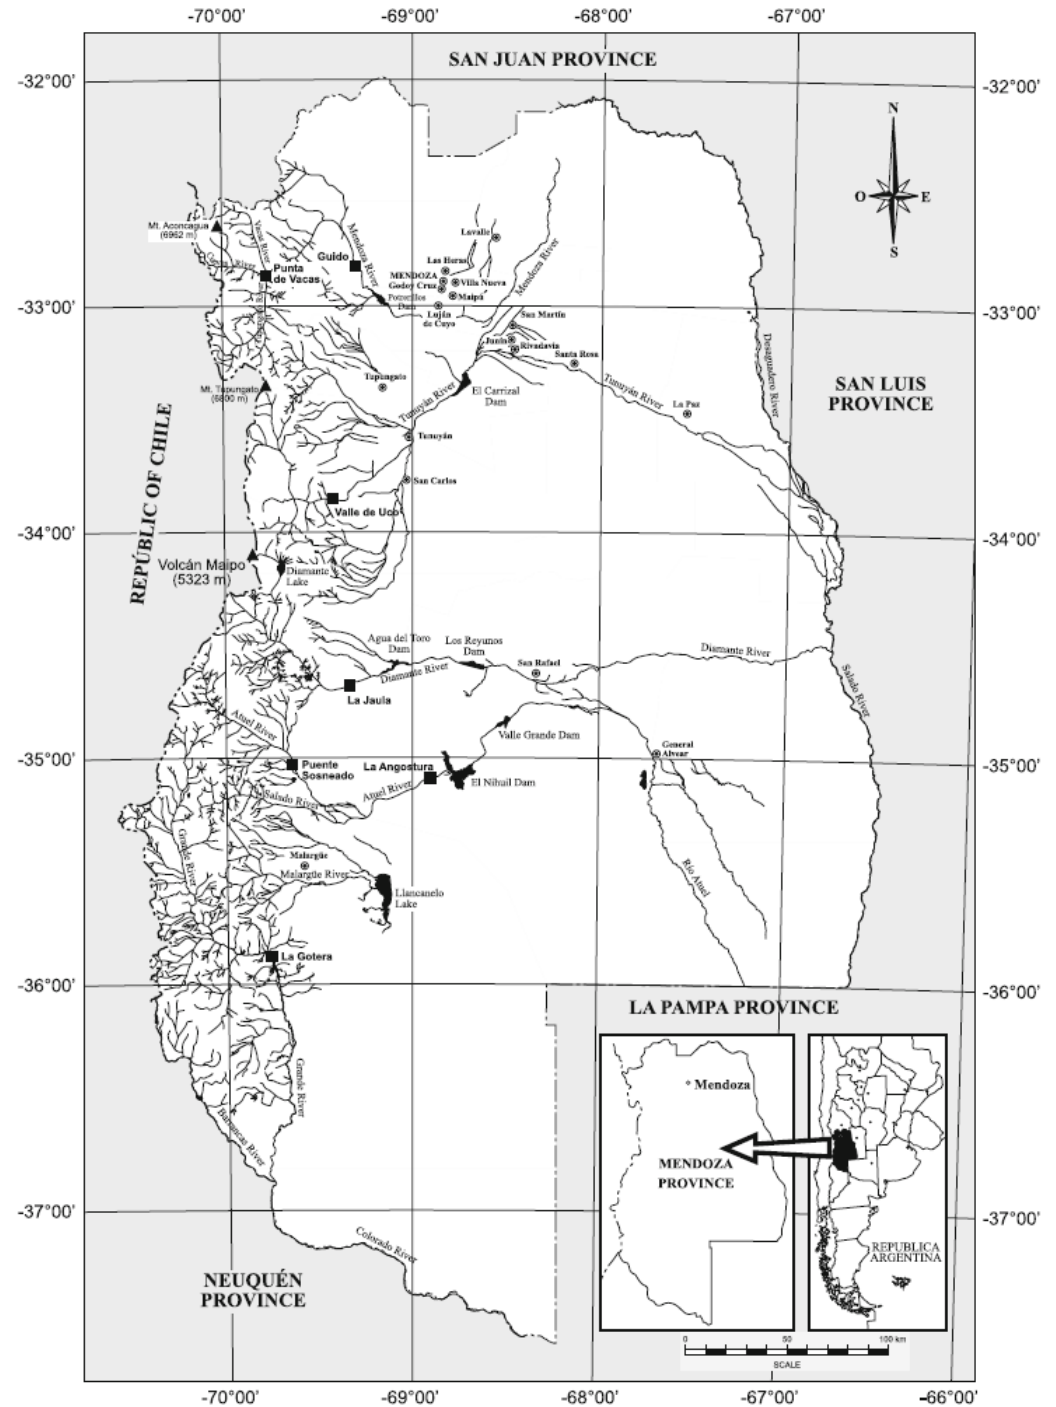 -70°00'
-69°00'
-68°00'
-67°00'
SAN JUAN PROVINCE
-32°00'
-32°00'
N
O
E
S
Mt. Aconcagua
(6962 m)
Vacas River
Mendoza River
Lavalle
Guido
Las Heras
Punta
de Vacas
MENDOZA
Godoy Cruz
Villa Nueva
Maipú
Potrerillos
Dam
Mendoza River
-33°00'
-33°00'
Luján
de Cuyo
San Martín
Junín
Rivadavia
Santa Rosa
Desaguadero River
Mt. Tupungato
(6800 m)
Tupungato
Tunuyán River
El Carrizal
Dam
Tunuyán River
La Paz
SAN LUIS
PROVINCE
REPÚBLIC OF CHILE
Tunuyán
San Carlos
Valle de Uco
-34°00'
-34°00'
Volcán Maipo
(5323 m)
Diamante
Lake
Agua del Toro
Dam
Los Reyunos
Dam
San Rafael
Diamante River
Diamante River
La Jaula
Salado River
Atuel River
Valle Grande Dam
General
Alvear
-35°00'
-35°00'
Puente
Sosneado
La Angostura
El Nihuil Dam
Salado River
Atuel River
Grande River
Malargüe
Malargüe River
Llancanelo
Lake
Río Atuel
La Gotera
-36°00'
-36°00'
LA PAMPA PROVINCE
Grande River
Barrancas River
Mendoza
MENDOZA
PROVINCE
REPUBLICA
ARGENTINA
-37°00'
-37°00'
Colorado River
NEUQUÉN
PROVINCE
0
50
100 km
SCALE
-70°00'
-69°00'
-68°00'
-67°00'
-66°00'